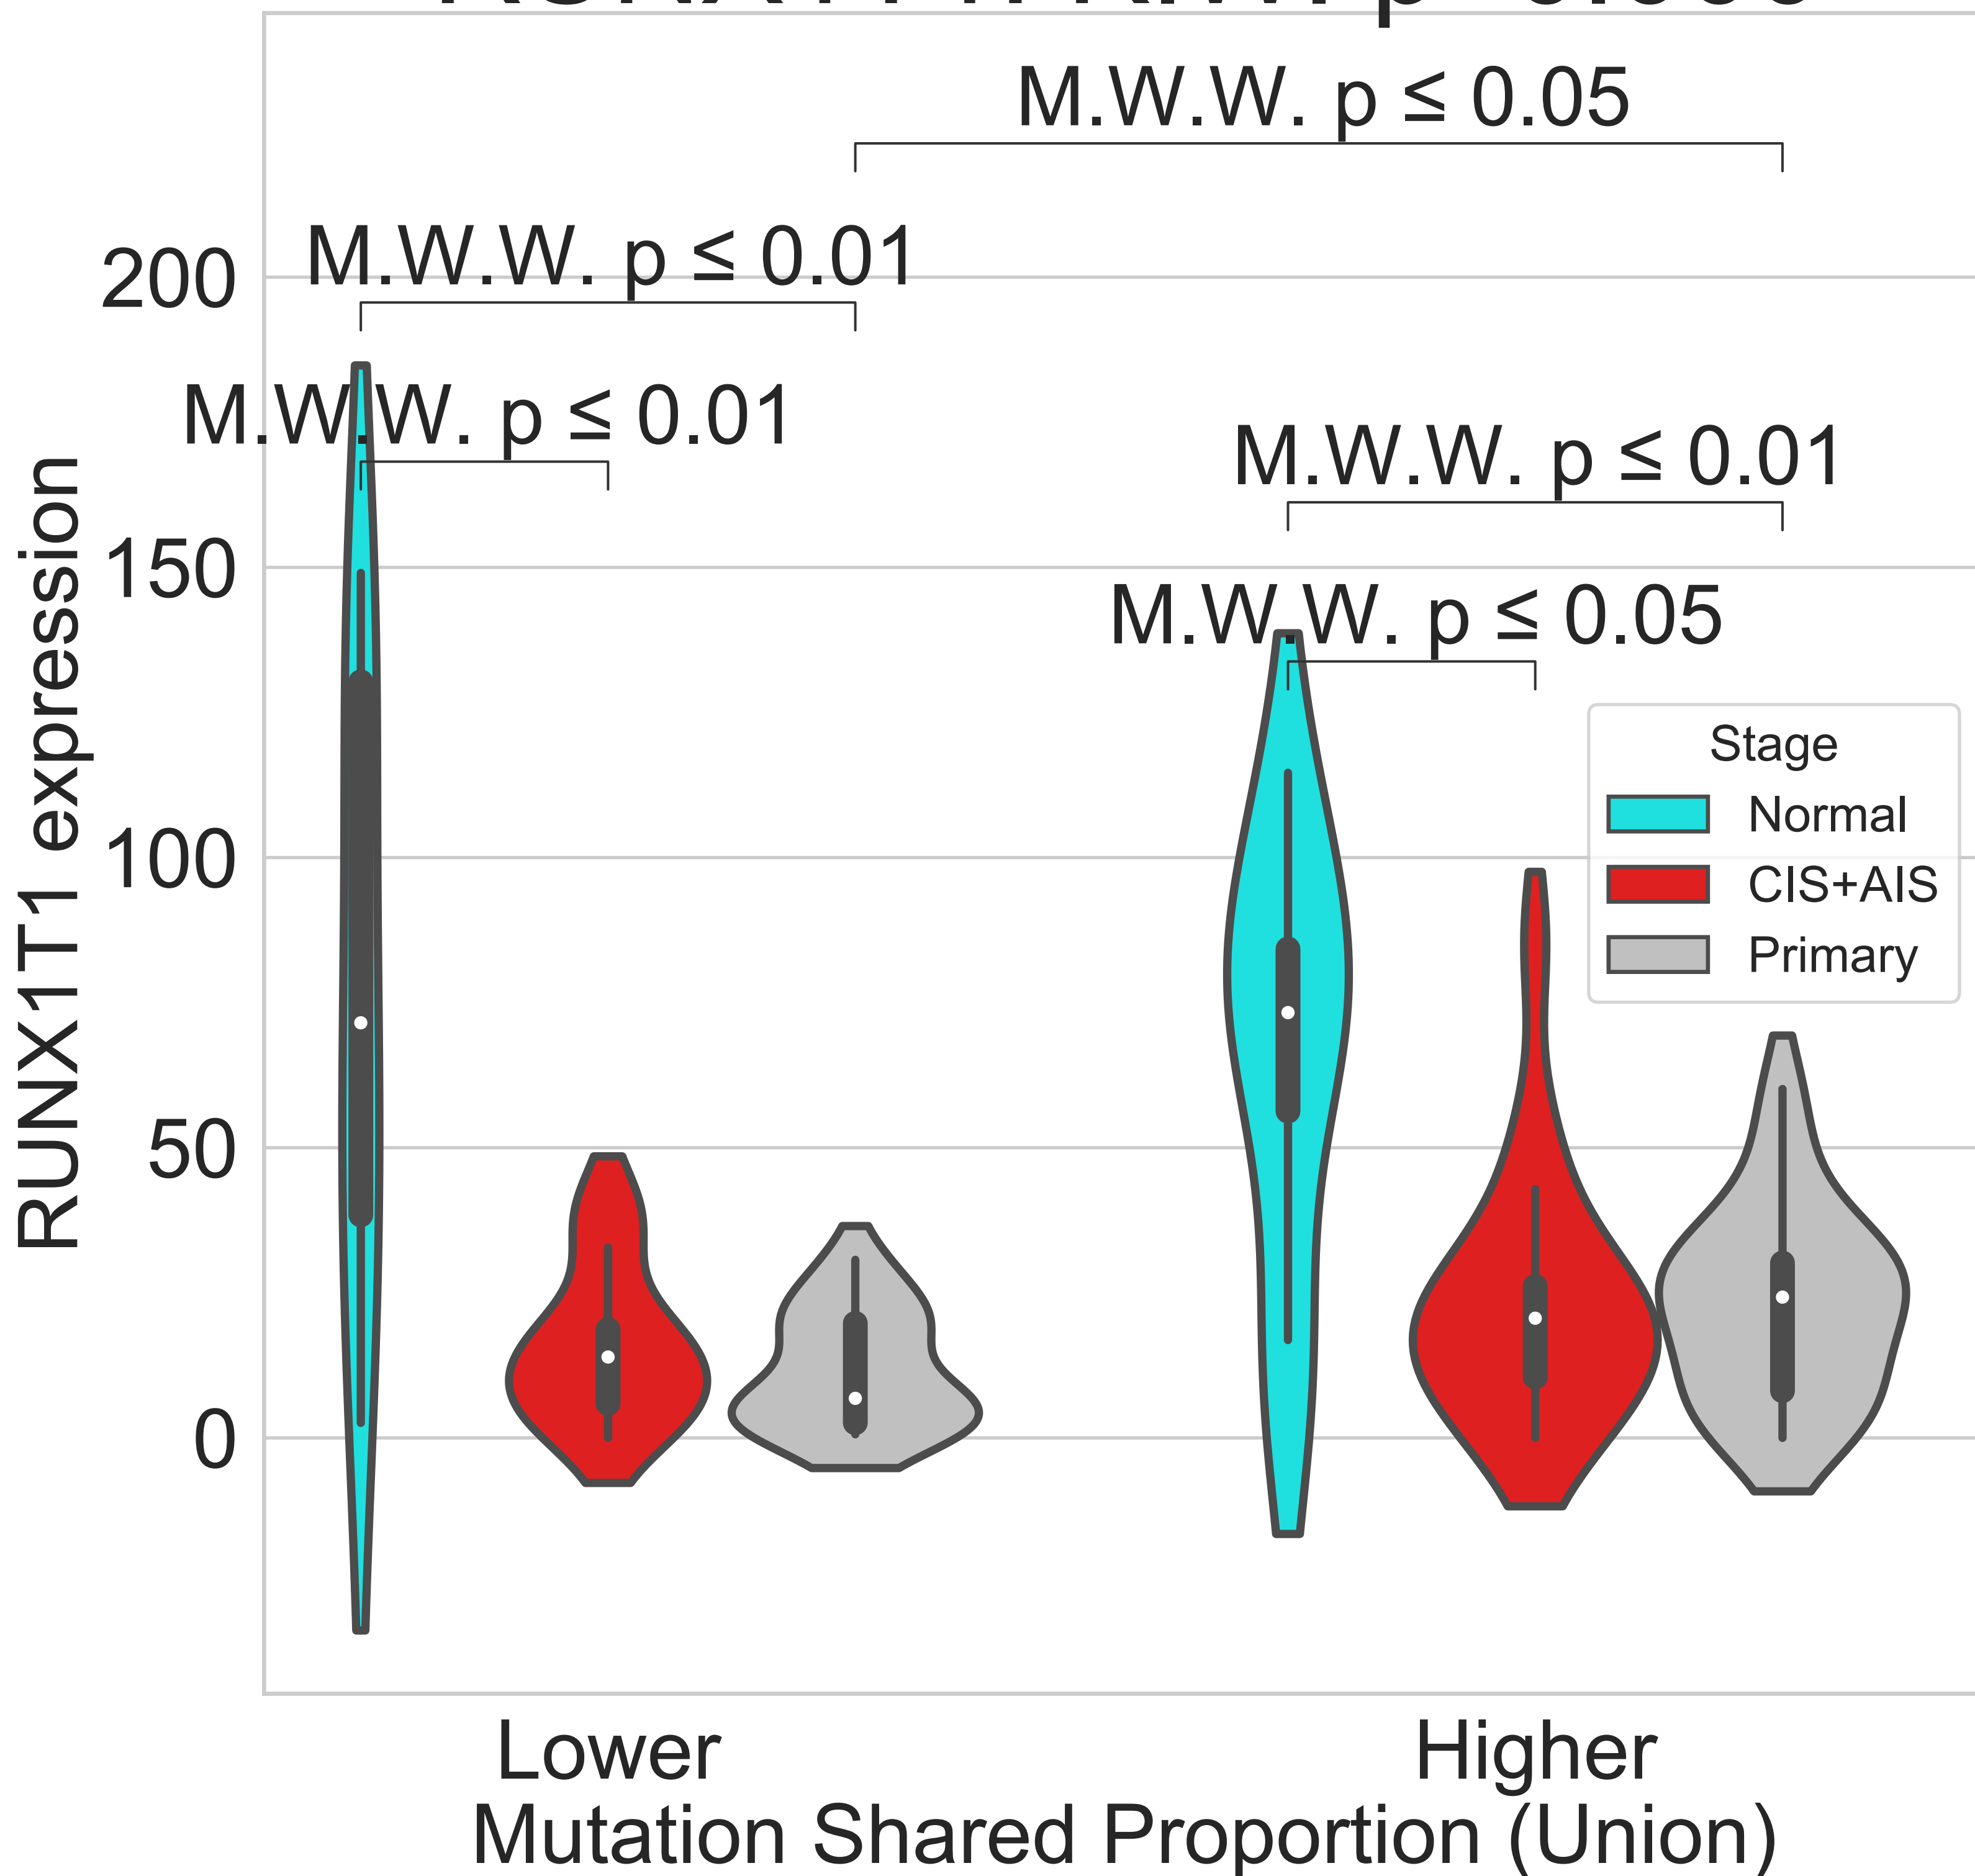 M.W.W. p ≤ 0.05
M.W.W. p ≤ 0.01
M.W.W. p ≤ 0.01
M.W.W. p ≤ 0.01
M.W.W. p ≤ 0.05
200
150
100
50
0
RUNX1T1 expression
Stage
Normal
CIS+AIS
Primary
Lower
Higher
Mutation Shared Proportion (Union)